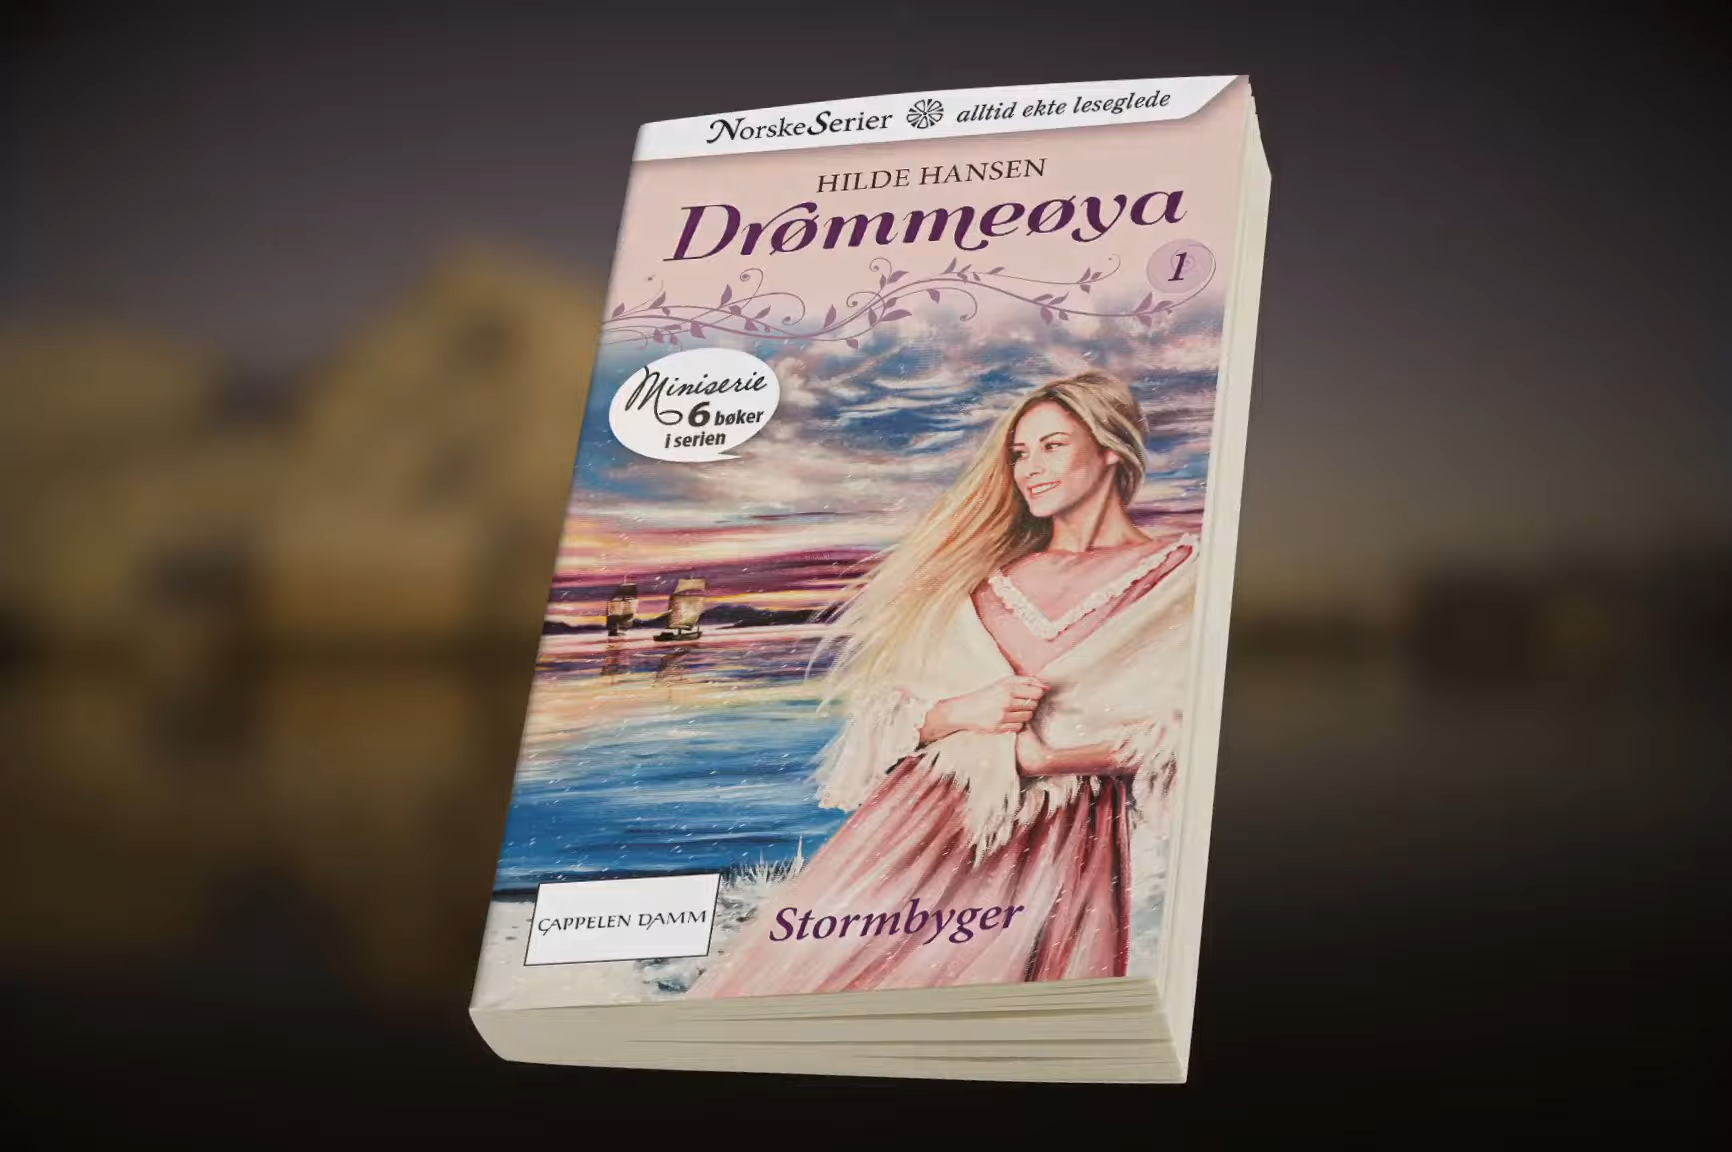 NorskeSerier alltid ekte leseglede
HILDE HANSEN
Drømmeøya
1
Miniserie
6 bøker
i serien
CAPPELEN DAMM
Stormbyger